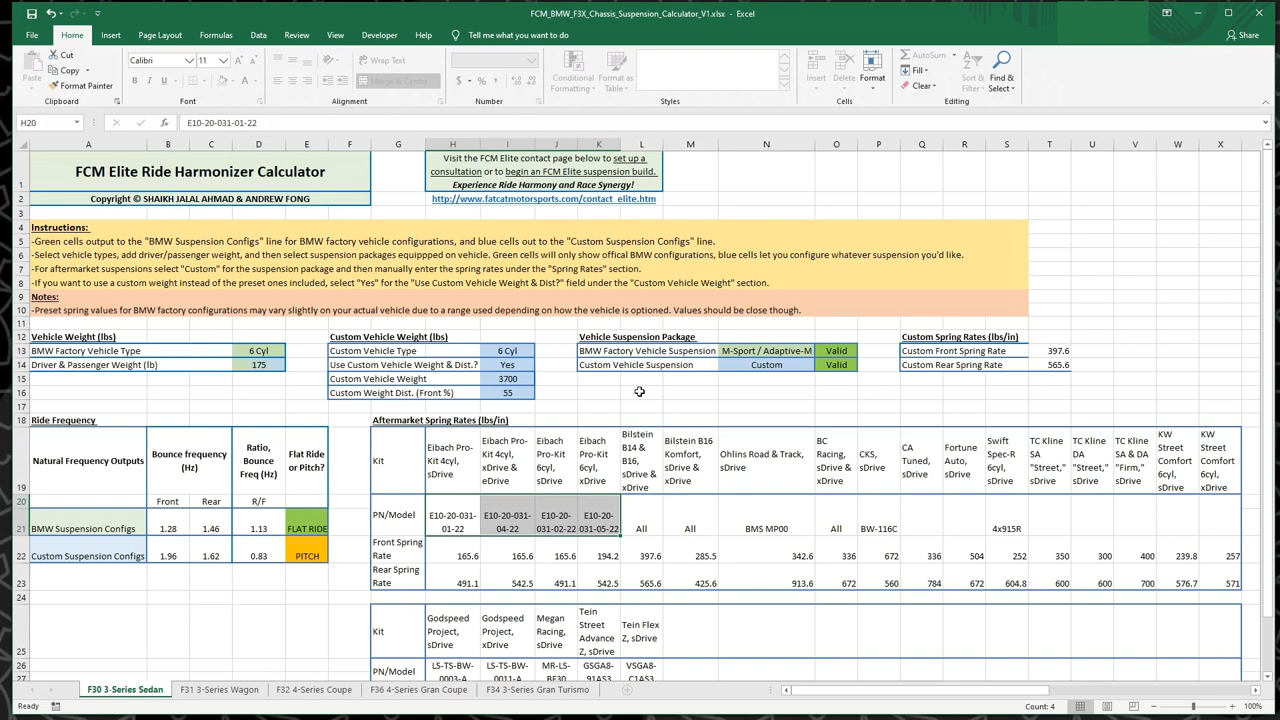 FCM_BMW_F3X_Chassis_Suspension_Calculator_V1.xlsx - Excel
File Home Insert Page Layout Formulas Data Review View Developer Help Tell me what you want to do Share
Paste Cut Copy Format Painter Clipboard
Calibri 11 Font
Wrap Text Merge & Center Alignment
Number
Conditional Formatting Format as Table Styles
Insert Delete Format Cells
AutoSum Fill Clear Sort & Filter Find & Select Editing
H20 E10-20-031-01-22
A B C D E F G H I J K L M N O P Q R S T U V W X
FCM Elite Ride Harmonizer Calculator
Copyright © SHAIKH JALAL AHMAD & ANDREW FONG
Visit the FCM Elite contact page below to set up a
consultation or to begin an FCM Elite suspension build.
Experience Ride Harmony and Race Synergy!
http://www.fatcatmotorsports.com/contact_elite.htm
Instructions:
-Green cells output to the "BMW Suspension Configs" line for BMW factory vehicle configurations, and blue cells out to the "Custom Suspension Configs" line.
-Select vehicle types, add driver/passenger weight, and then select suspension packages equippped on vehicle. Green cells will only show offical BMW configurations, blue cells let you configure whatever suspension you'd like.
-For aftermarket suspensions select "Custom" for the suspension package and then manually enter the spring rates under the "Spring Rates" section.
-If you want to use a custom weight instead of the preset ones included, select "Yes" for the "Use Custom Vehicle Weight & Dist?" field under the "Custom Vehicle Weight" section.
Notes:
-Preset spring values for BMW factory configurations may vary slightly on your actual vehicle due to a range used depending on how the vehicle is optioned. Values should be close though.
Vehicle Weight (lbs)
BMW Factory Vehicle Type 6 Cyl
Driver & Passenger Weight (lb) 175
Custom Vehicle Weight (lbs)
Custom Vehicle Type 6 Cyl
Use Custom Vehicle Weight & Dist.? Yes
Custom Vehicle Weight 3700
Custom Weight Dist. (Front %) 55
Vehicle Suspension Package
BMW Factory Vehicle Suspension M-Sport / Adaptive-M Valid
Custom Vehicle Suspension Custom Valid
Custom Spring Rates (lbs/in)
Custom Front Spring Rate 397.6
Custom Rear Spring Rate 565.6
Ride Frequency
Natural Frequency Outputs Bounce frequency (Hz) Ratio, Bounce Freq (Hz) Flat Ride or Pitch?
Front Rear R/F
BMW Suspension Configs 1.28 1.46 1.13 FLAT RIDE
Custom Suspension Configs 1.96 1.62 0.83 PITCH
Aftermarket Spring Rates (lbs/in)
Kit Eibach Pro-Kit 4cyl, sDrive Eibach Pro-Kit 4cyl, xDrive & sDrive Eibach Pro-Kit 6cyl, sDrive Eibach Pro-Kit 6cyl, xDrive Bilstein B14 & B16, sDrive & xDrive Bilstein B16 Komfort, sDrive & xDrive Ohlins Road & Track, sDrive BC Racing, sDrive & xDrive CKS, sDrive CA Tuned, sDrive Fortune Auto, sDrive Swift Spec-R 6cyl, sDrive TC Kline SA "Street," sDrive TC Kline DA "Street," sDrive TC Kline SA & DA "Firm," sDrive KW Street Comfort 6cyl, sDrive KW Street Comfort 6cyl, xDrive
PN/Model E10-20-031-01-22 E10-20-031-04-22 E10-20-031-02-22 E10-20-031-05-22 All All BMS MP00 All BW-116C 4x915R
Front Spring Rate 165.6 165.6 165.6 194.2 397.6 285.5 342.6 336 672 336 504 252 350 300 400 239.8 257
Rear Spring Rate 491.1 542.5 491.1 542.5 565.6 425.6 913.6 672 560 784 672 604.8 600 600 700 576.7 571
Kit Godspeed Project, sDrive Godspeed Project, xDrive Megan Racing, sDrive Tein Street Advance Z, sDrive Tein Flex Z, sDrive
PN/Model LS-TS-BW-0003-A LS-TS-BW-0011-A MR-LS-BF30 GSGA8-91AS3 VSGA8-C1AS3
F30 3-Series Sedan F31 3-Series Wagon F32 4-Series Coupe F36 4-Series Gran Coupe F34 3-Series Gran Turismo
Ready Count: 4 100%